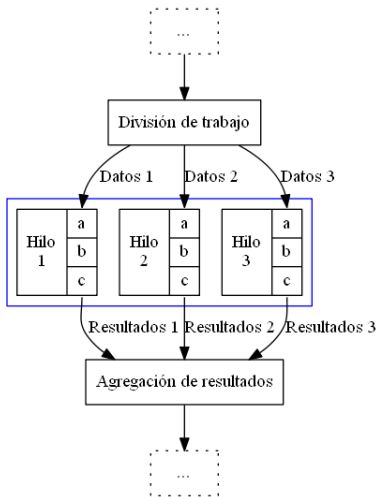 ...
División de trabajo
Datos 1
Datos 2
Datos 3
Hilo
1
a
b
c
Hilo
2
a
b
c
Hilo
3
a
b
c
Resultados 1
Resultados 2
Resultados 3
Agregación de resultados
...